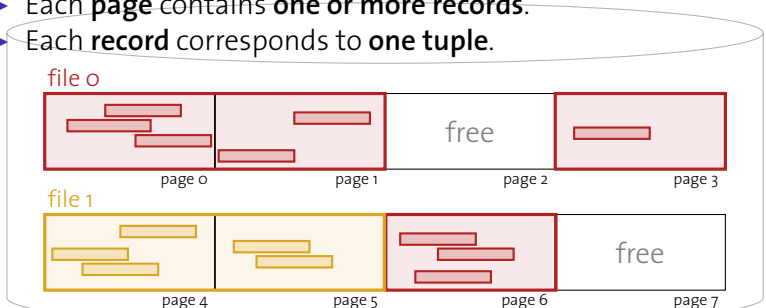 Each page contains one or more records.
Each record corresponds to one tuple.
file 0
free
page 0 page 1 page 2 page 3
file 1
free
page 4 page 5 page 6 page 7